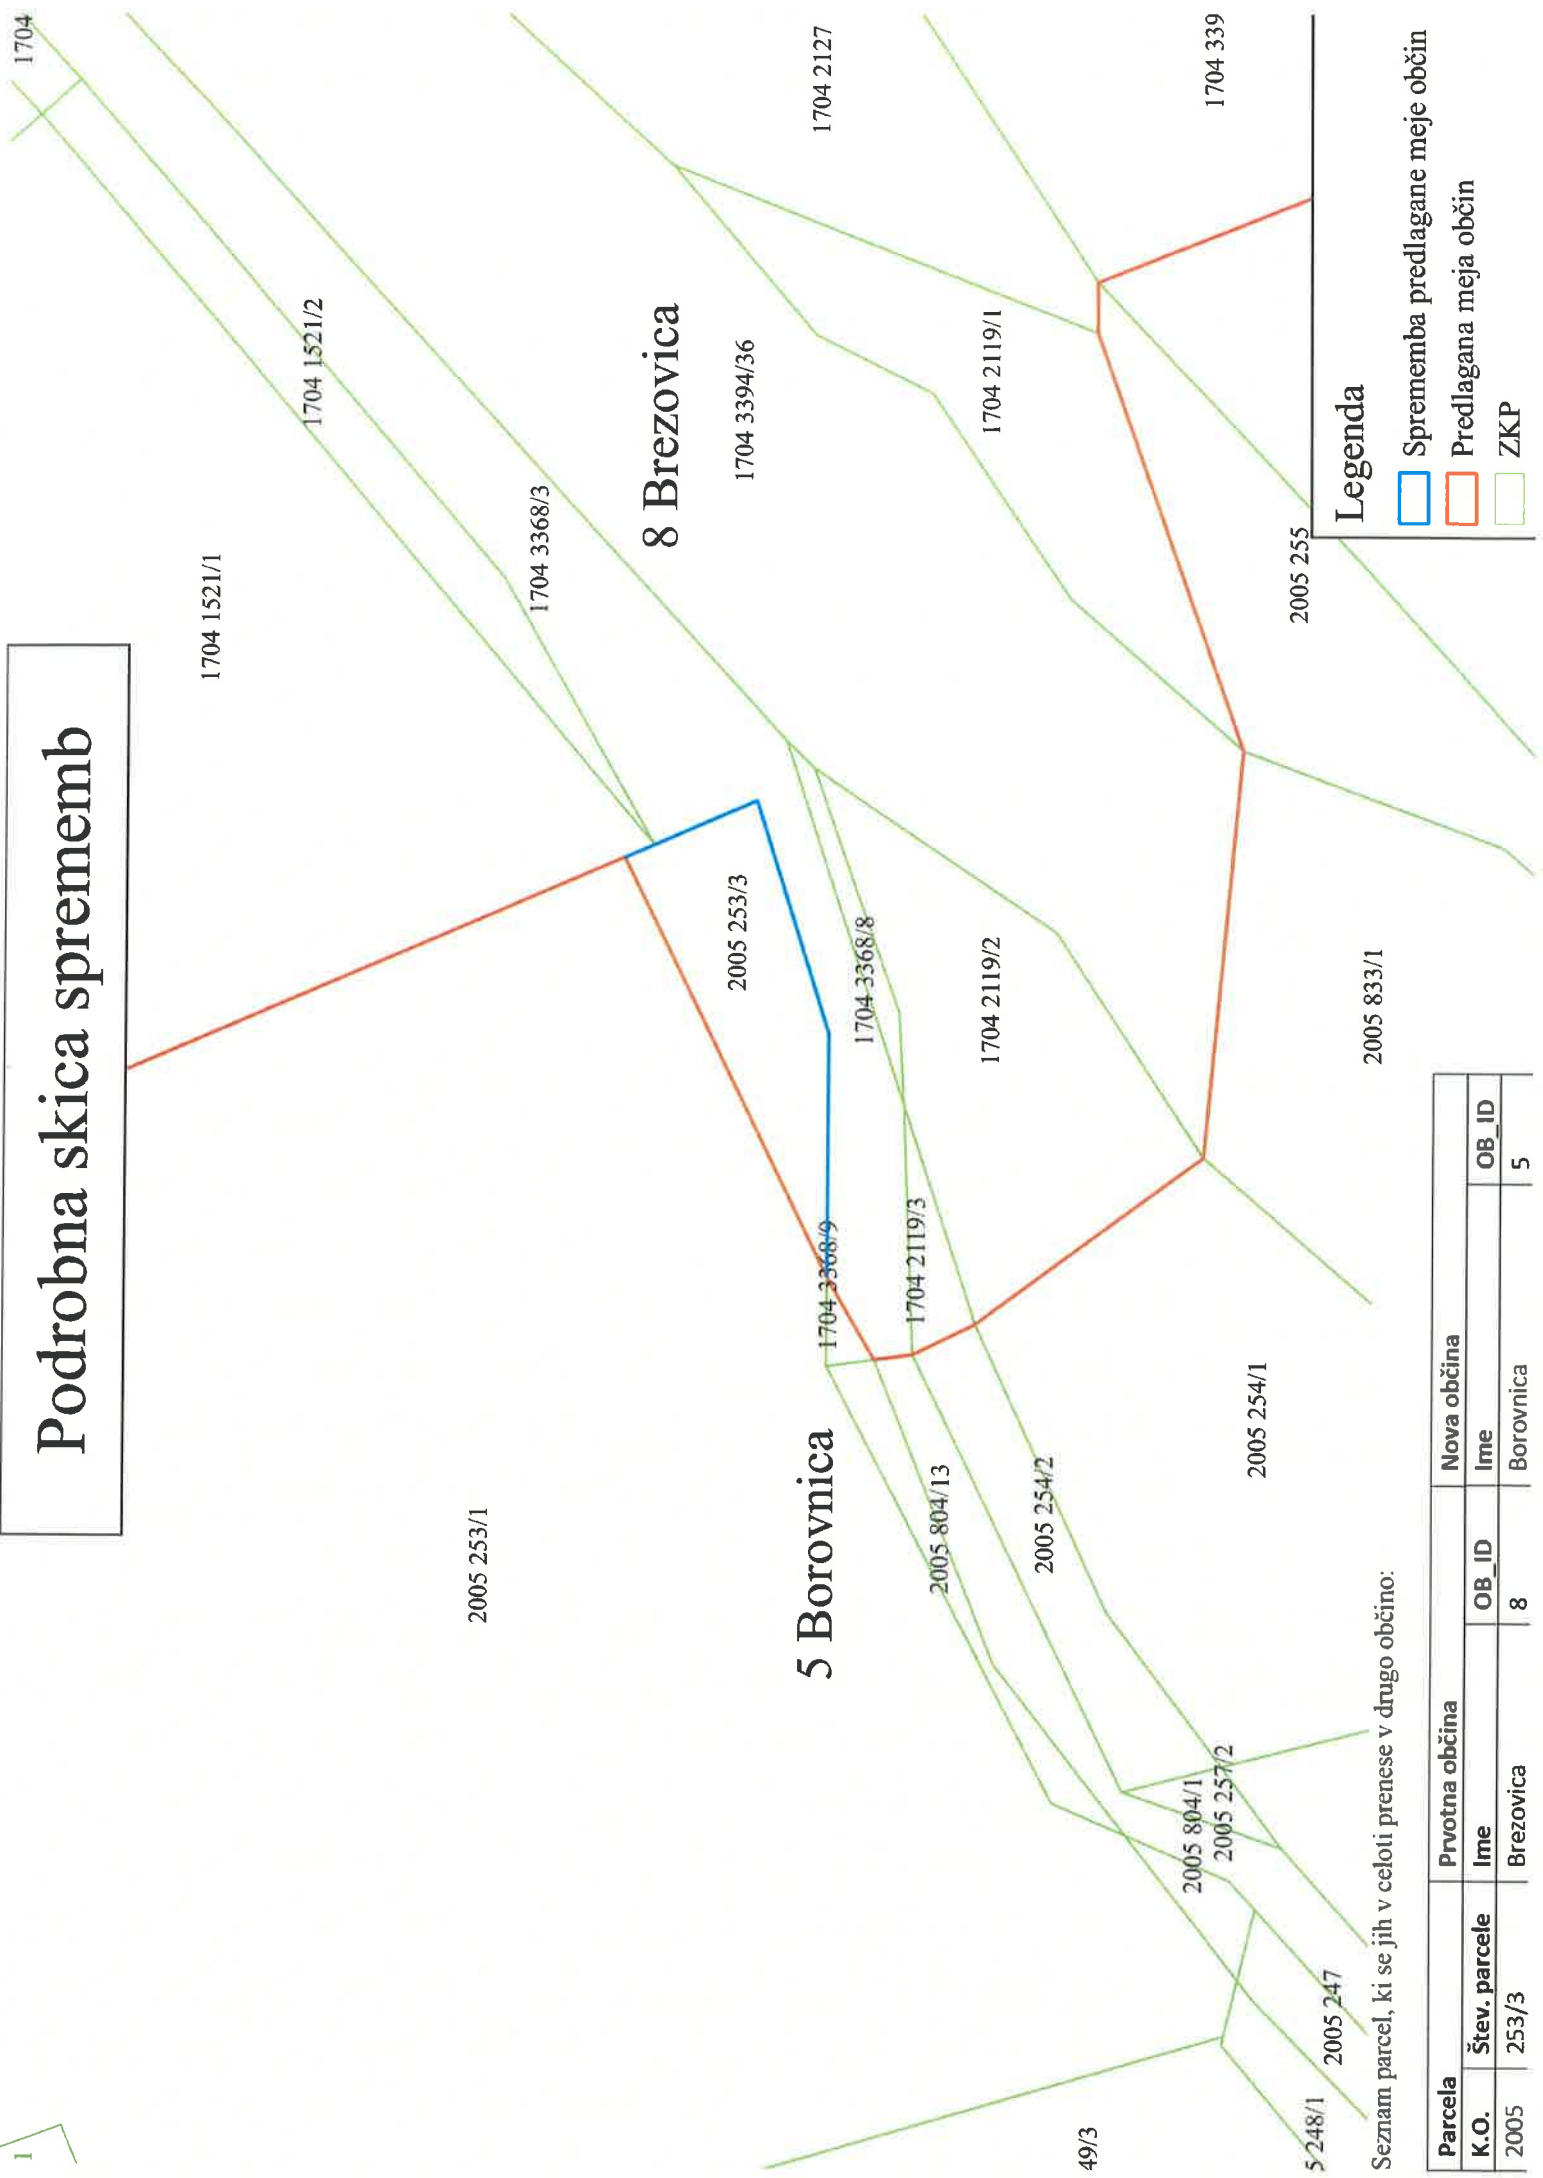 Podrobna skica sprememb
1
1704
1704 1521/1
1704 1521/2
2005 253/1
1704 3368/3
8 Brezovica
1704 3394/36
1704 2127
2005 253/3
5 Borovnica
1704 3368/9
1704 3368/8
1704 2119/3
1704 2119/2
1704 2119/1
2005 804/13
2005 254/2
1704 339
49/3
2005 804/1
2005 257/2
2005 254/1
2005 255
5 248/1
2005 247
2005 833/1
Legenda
Sprememba predlagane meje občin
Predlagana meja občin
ZKP
Seznam parcel, ki se jih v celoti prenese v drugo občino:
Parcela Prvotna občina Nova občina
K.O. Štev. parcele Ime OB_ID Ime OB_ID
2005 253/3 Brezovica 8 Borovnica 5